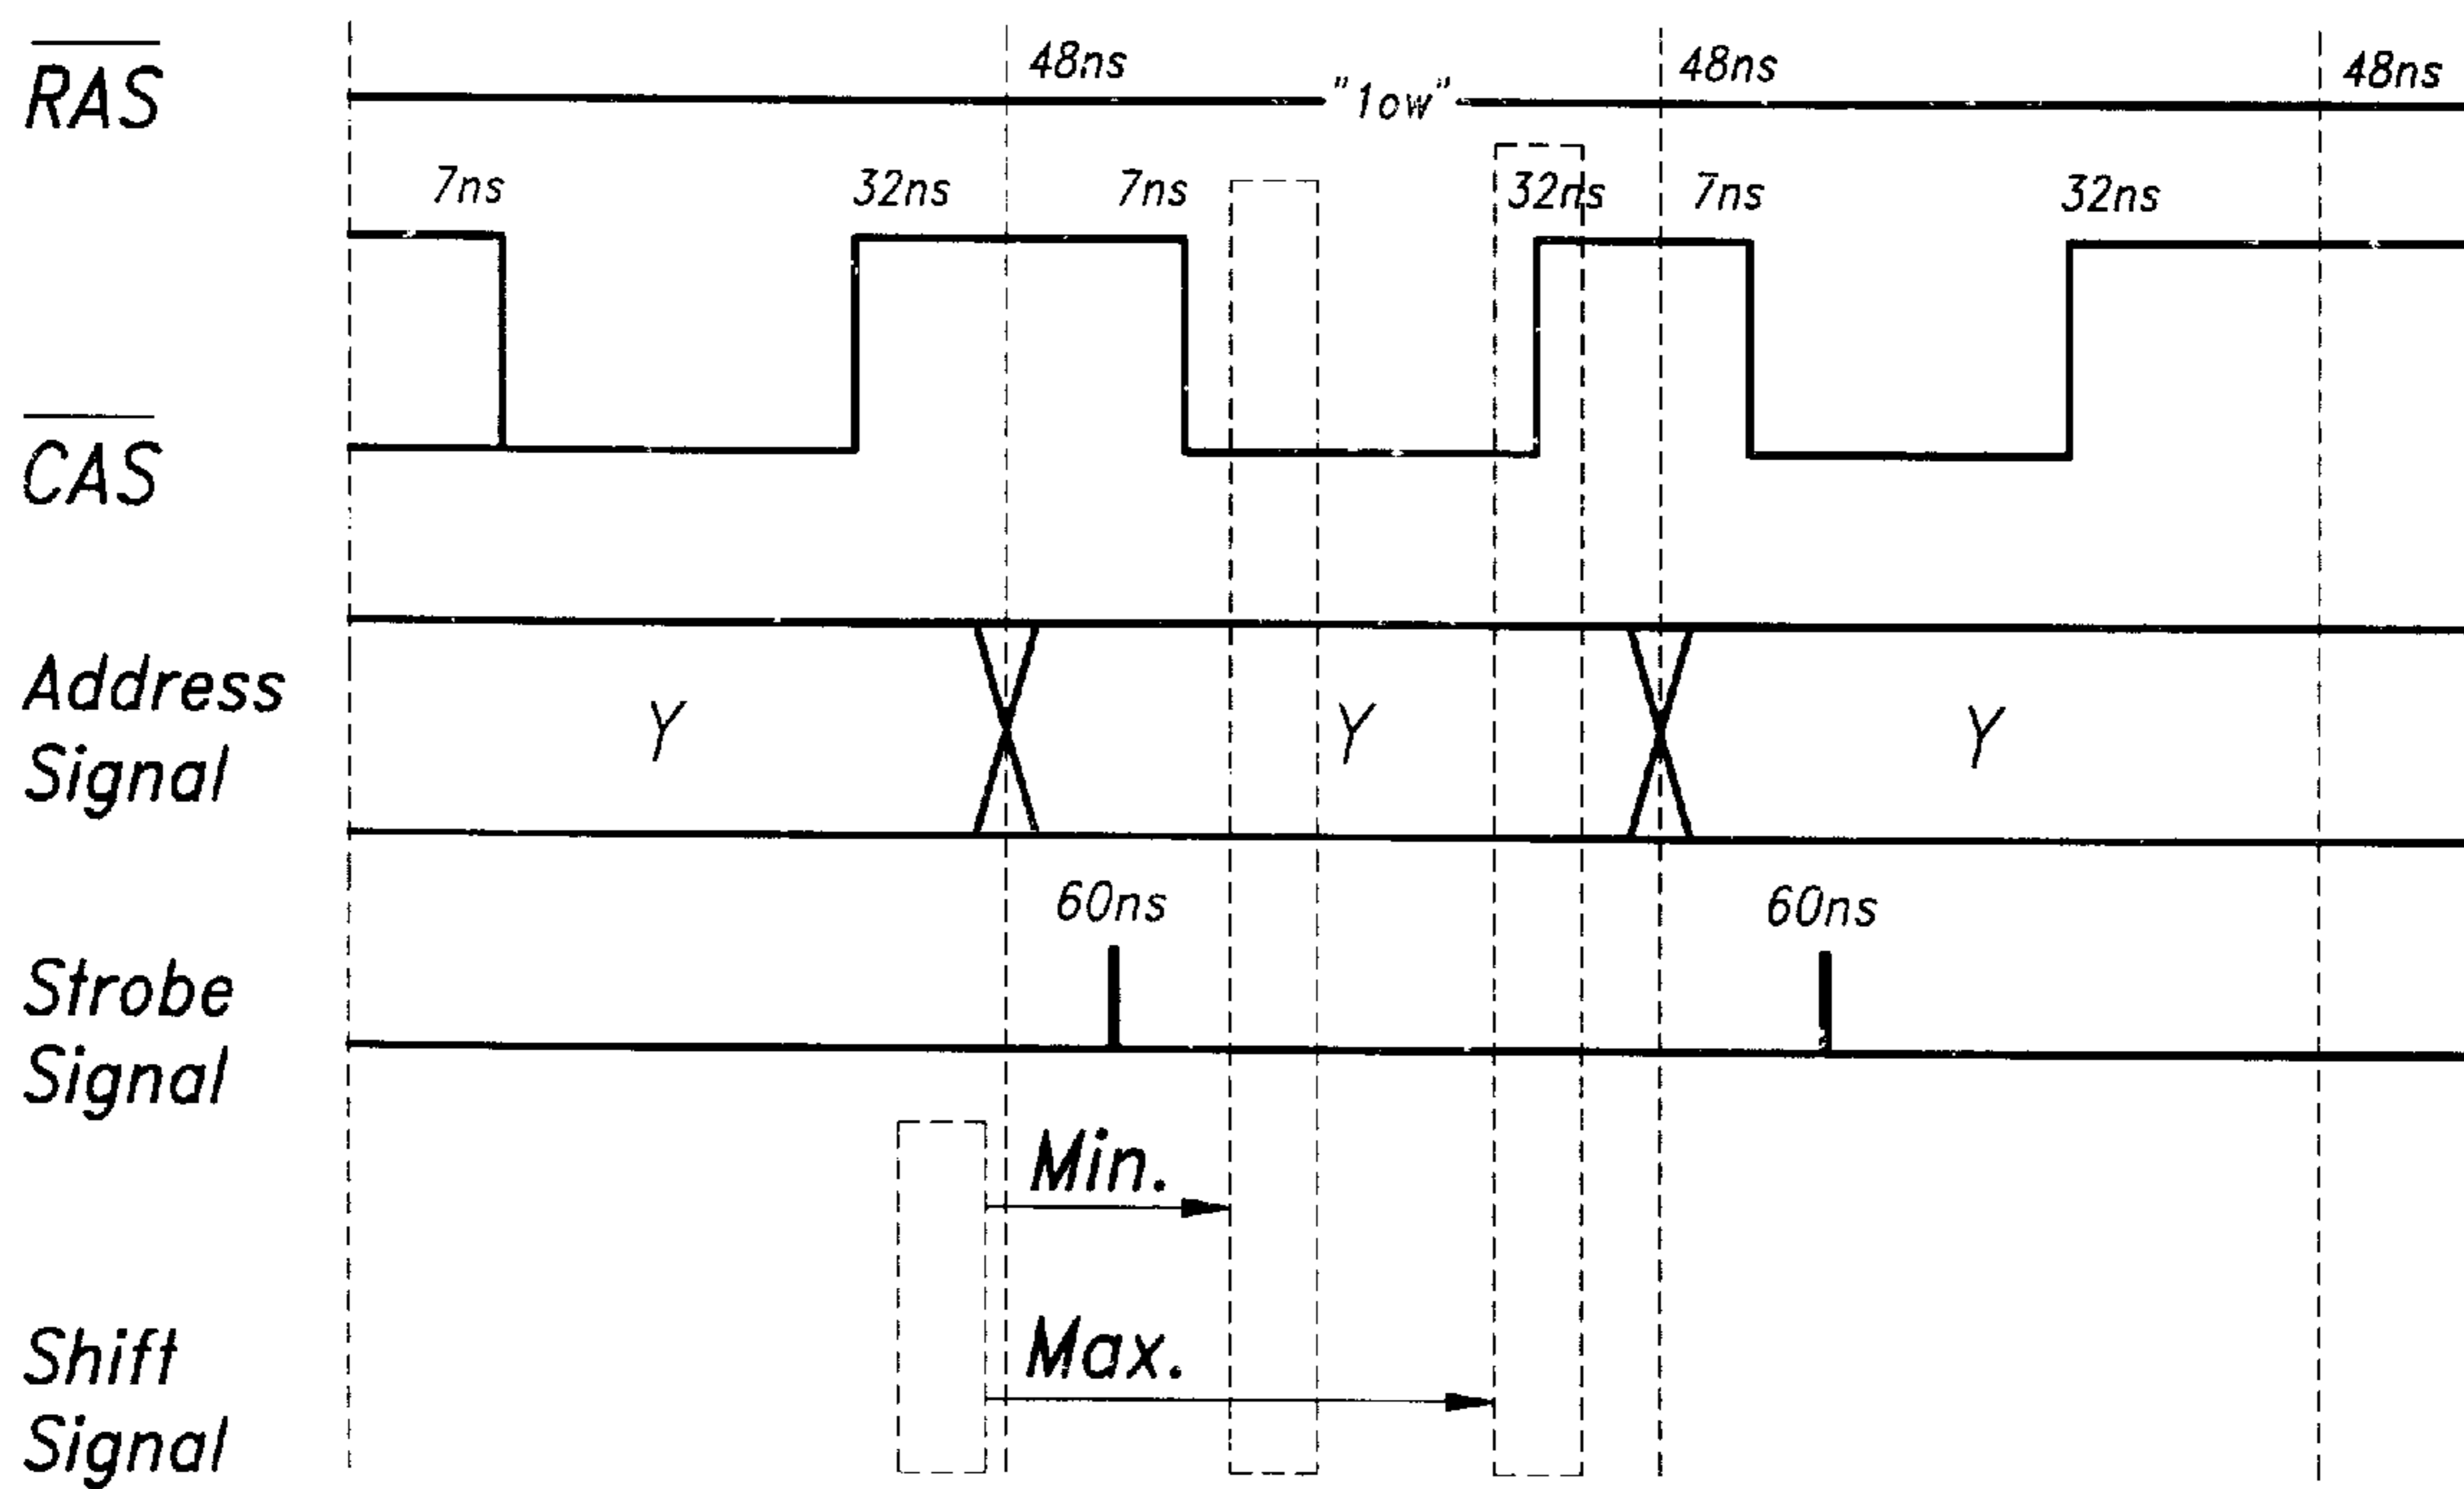 RAS
48ns
"low"
48ns
48ns
7ns
32ns
7ns
32ns
7ns
32ns
CAS
Address
Signal
Y
Y
Y
60ns
60ns
Strobe
Signal
Min.
Max.
Shift
Signal